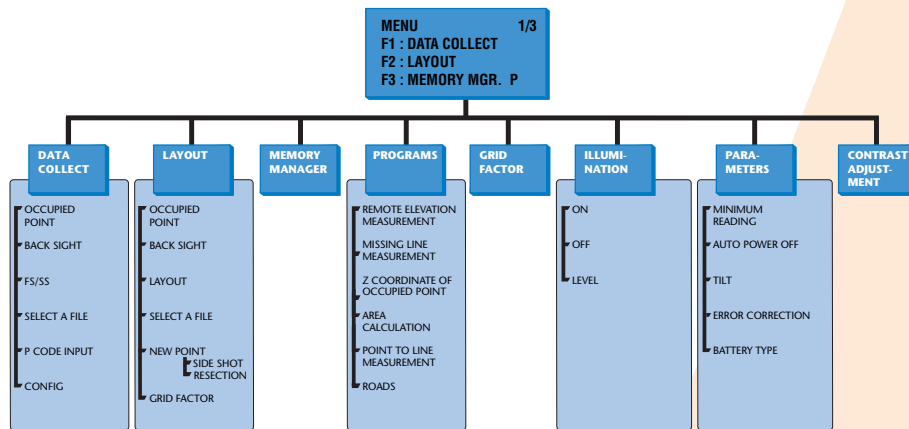 MENU 1/3
F1 : DATA COLLECT
F2 : LAYOUT
F3 : MEMORY MGR. P
DATA
COLLECT
OCCUPIED
POINT
BACK SIGHT
FS/SS
SELECT A FILE
P CODE INPUT
CONFIG
LAYOUT
OCCUPIED
POINT
BACK SIGHT
LAYOUT
SELECT A FILE
NEW POINT
SIDE SHOT
RESECTION
GRID FACTOR
MEMORY
MANAGER
PROGRAMS
REMOTE ELEVATION
MEASUREMENT
MISSING LINE
MEASUREMENT
Z COORDINATE OF
OCCUPIED POINT
AREA
CALCULATION
POINT TO LINE
MEASUREMENT
ROADS
GRID
FACTOR
ILLUMI-
NATION
ON
OFF
LEVEL
PARA-
METERS
MINIMUM
READING
AUTO POWER OFF
TILT
ERROR CORRECTION
BATTERY TYPE
CONTRAST
ADJUST-
MENT